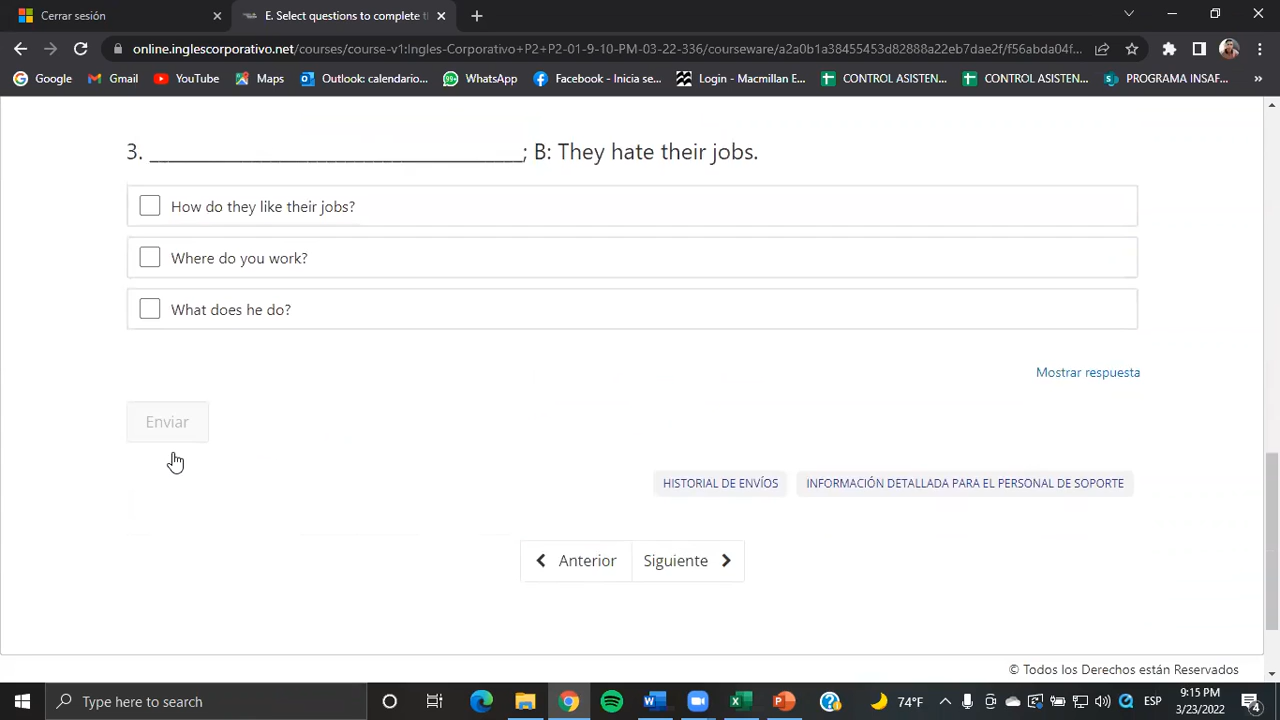 Cerrar sesión
E. Select questions to complete t
online.inglescorporativo.net/courses/course-v1:Ingles-Corporativo+P2+P2-01-9-10-PM-03-22-336/courseware/a2a0b1a38455453d82888a22eb7dae2f/f56abda04f...
Google
Gmail
YouTube
Maps
Outlook: calendario...
WhatsApp
Facebook - Inicia se...
Login - Macmillan E...
CONTROL ASISTEN...
CONTROL ASISTEN...
PROGRAMA INSAF...
3. ___________________________________; B: They hate their jobs.
How do they like their jobs?
Where do you work?
What does he do?
Mostrar respuesta
Enviar
HISTORIAL DE ENVÍOS
INFORMACIÓN DETALLADA PARA EL PERSONAL DE SOPORTE
Anterior
Siguiente
© Todos los Derechos están Reservados
Type here to search
74°F
ESP
9:15 PM
3/23/2022
4